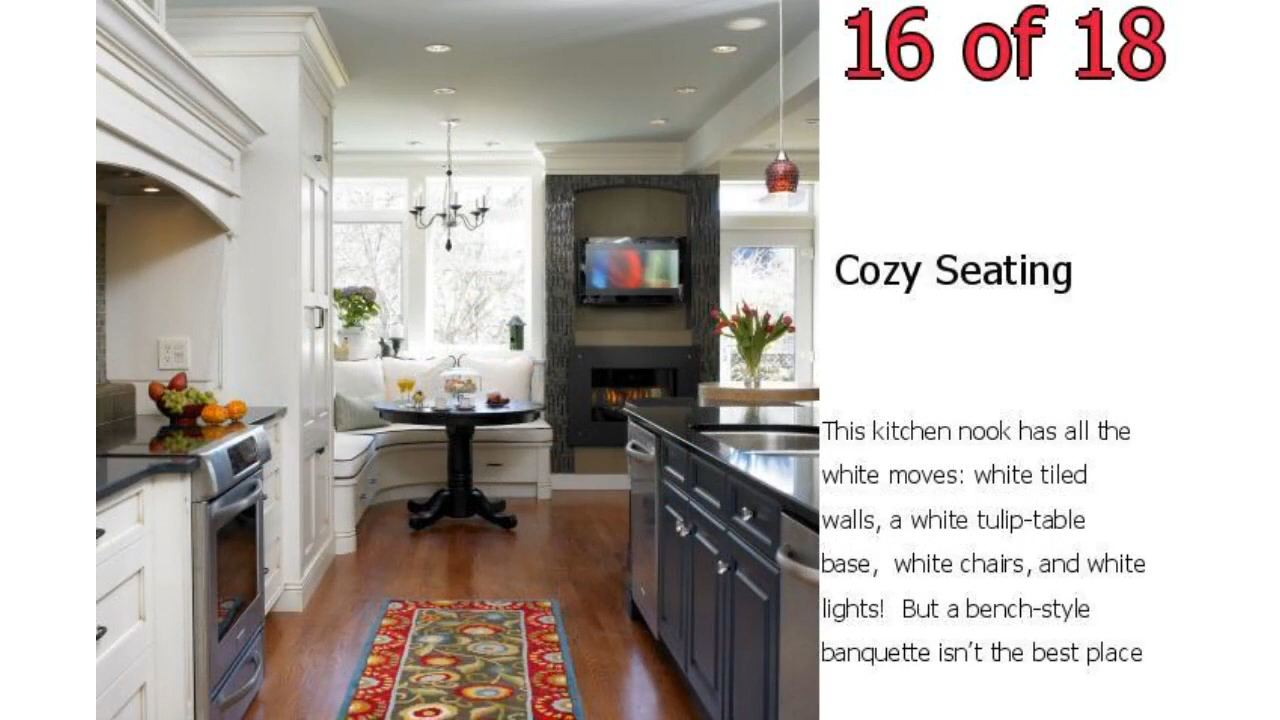 16 of 18
Cozy Seating
This kitchen nook has all the
white moves: white tiled
walls, a white tulip-table
base,  white chairs, and white
lights!  But a bench-style
banquette isn’t the best place